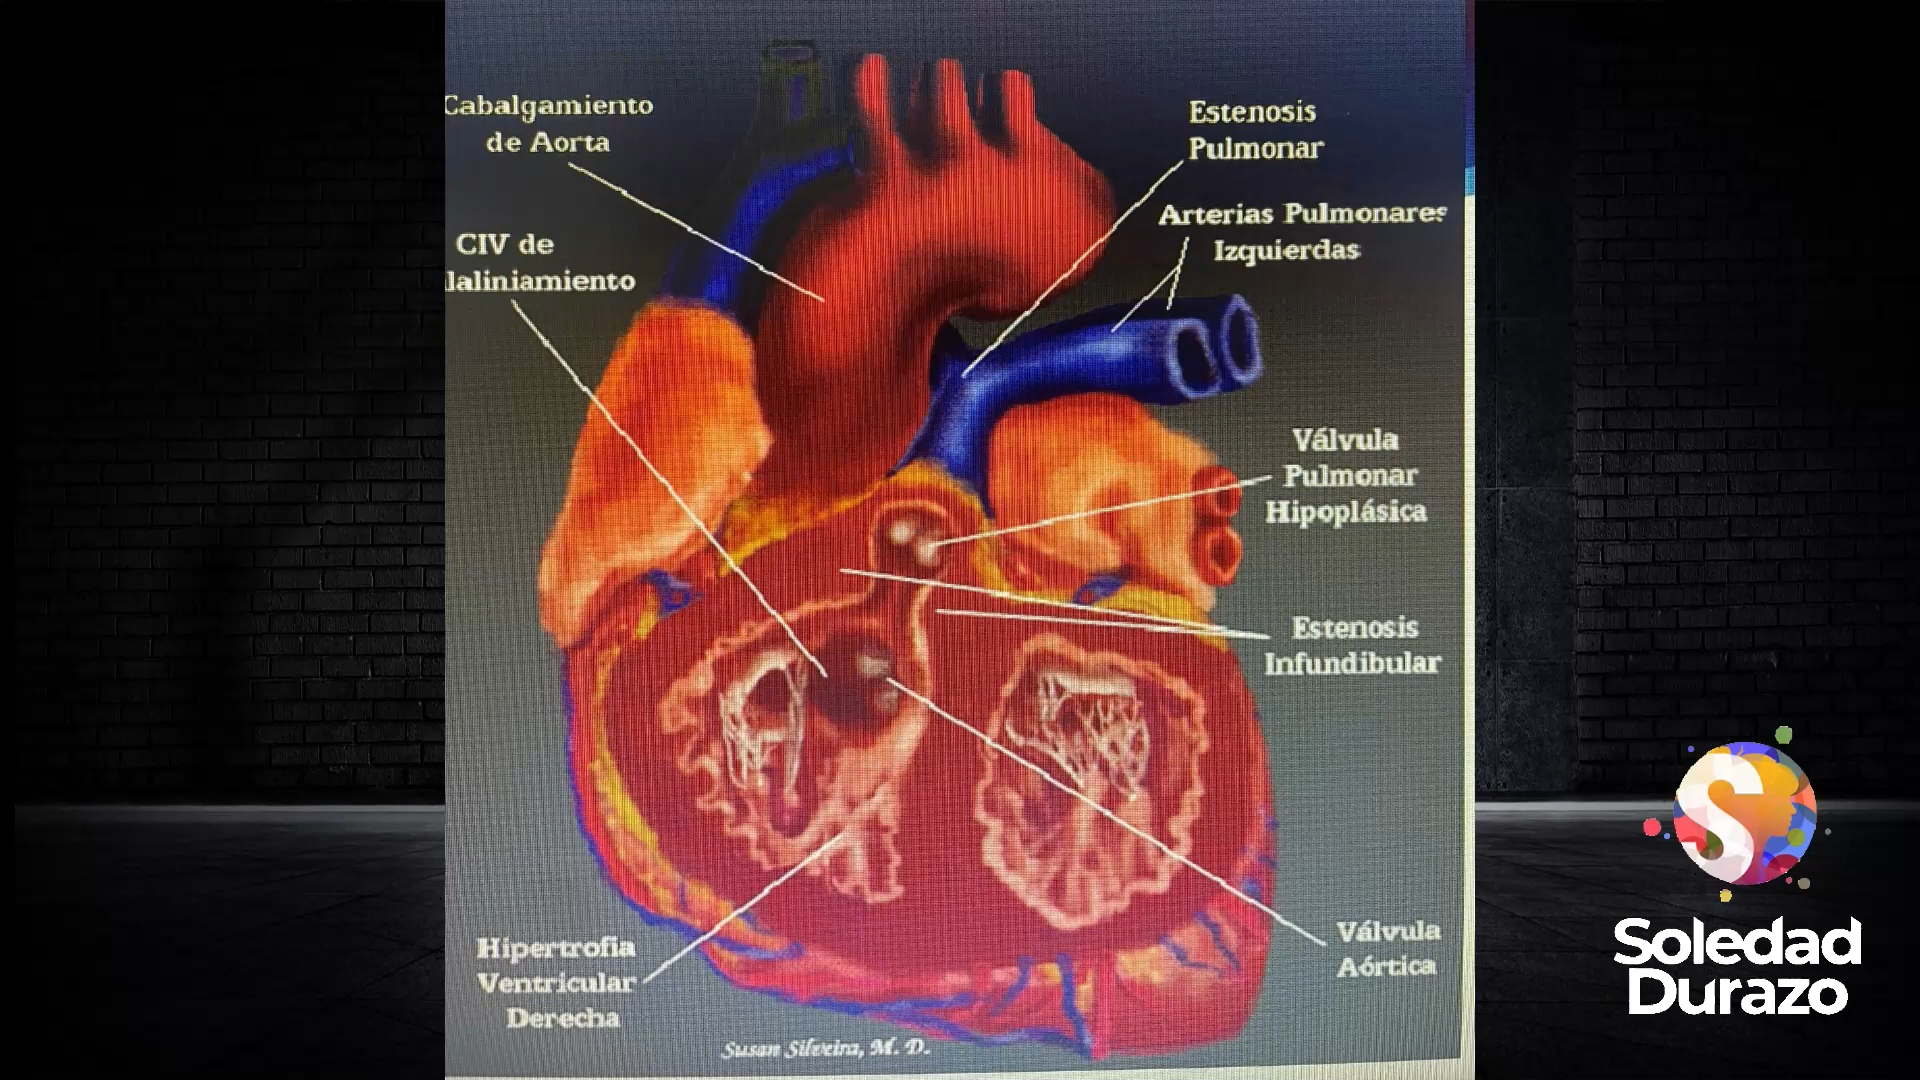 Cabalgamiento
de Aorta
CIV de
laliniamiento
Estenosis
Pulmonar
Arterias Pulmonares
Izquierdas
Válvula
Pulmonar
Hipoplásica
Estenosis
Infundibular
Válvula
Aórtica
Hipertrofia
Ventricular
Derecha
Susan Silveira, M. D.
S
Soledad
Durazo